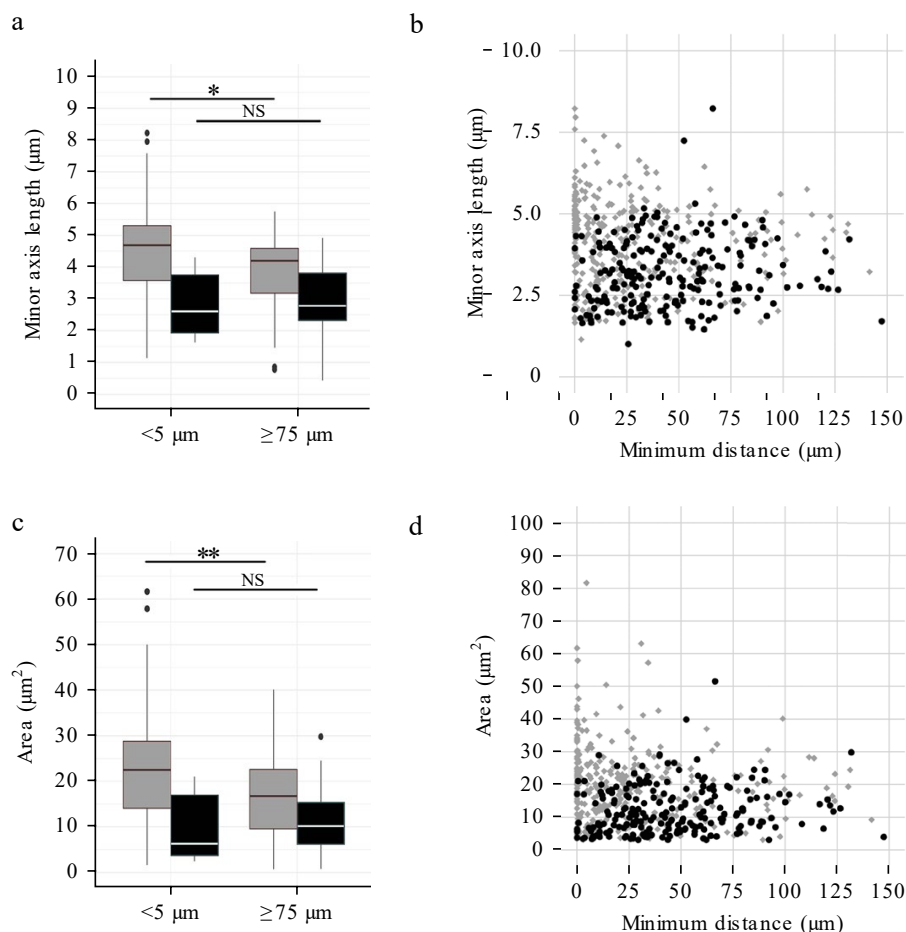 a
Minor axis length (μm)
10
9
8
7
6
5
4
3
2
1
0
*
NS
<5 μm
≥75 μm
b
Minor axis length (μm)
10.0
7.5
5.0
2.5
0
0 25 50 75 100 125 150
Minimum distance (μm)
c
Area (μm²)
70
60
50
40
30
20
10
0
**
NS
<5 μm
≥75 μm
d
Area (μm²)
100
90
80
70
60
50
40
30
20
10
0
0 25 50 75 100 125 150
Minimum distance (μm)